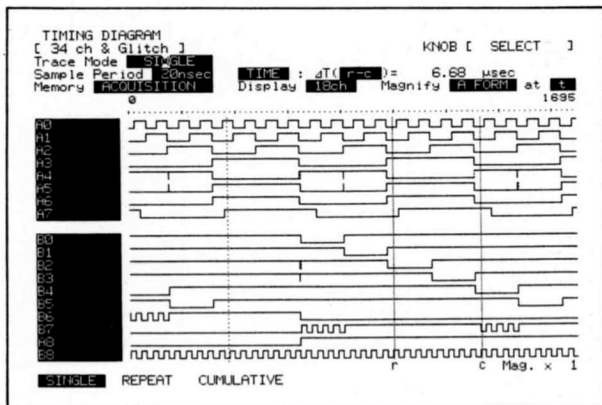 TIMING DIAGRAM
[ 34 ch & Glitch ] KNOB [ SELECT ]
Trace Mode SINGLE
Sample Period 20nsec TIME : ΔT( r-c )= 6.68 μsec
Memory ACQUISITION Display 18ch Magnify A FORM at t
0 1695
A0
A1
A2
A3
A4
A5
A6
A7
B0
B1
B2
B3
B4
B5
B6
B7
A8
B8
r c Mag. x 1
SINGLE REPEAT CUMULATIVE